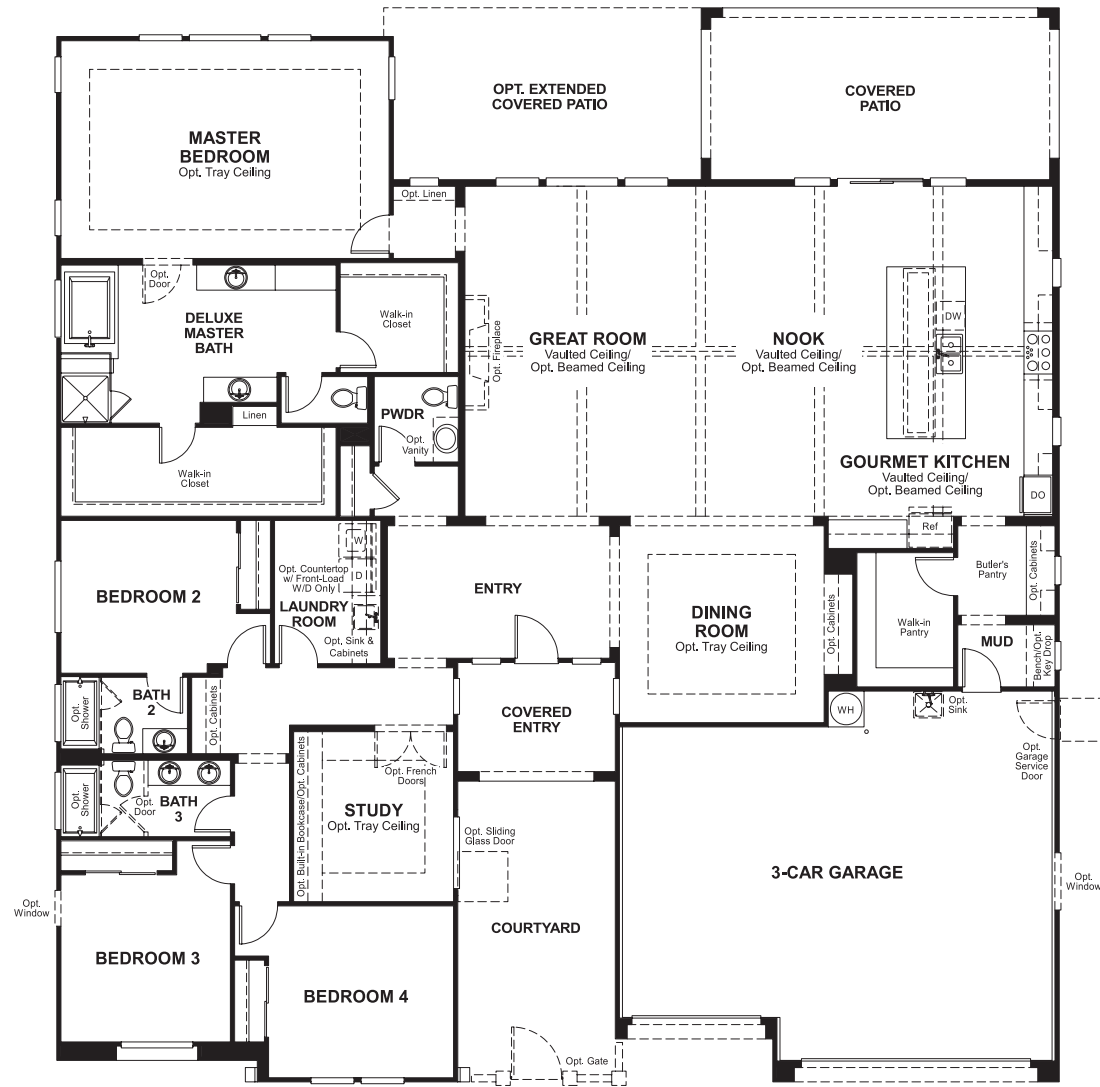 OPT. EXTENDED
COVERED PATIO
COVERED
PATIO
MASTER
BEDROOM
Opt. Tray Ceiling
Opt. Linen
Opt.
Door
DELUXE
MASTER
BATH
Walk-in
Closet
Opt. Fireplace
GREAT ROOM
Vaulted Ceiling/
Opt. Beamed Ceiling
NOOK
Vaulted Ceiling/
Opt. Beamed Ceiling
DW
Linen
PWDR
Opt.
Vanity
Walk-in
Closet
GOURMET KITCHEN
Vaulted Ceiling/
Opt. Beamed Ceiling
DO
Ref
BEDROOM 2
W
Opt. Countertop
w/ Front-Load
W/D Only
D
LAUNDRY
ROOM
Opt, Sink &
Cabinets
ENTRY
DINING
ROOM
Opt. Tray Ceiling
Opt. Cabinets
Butler's
Pantry
Opt. Cabinets
Walk-in
Pantry
MUD
Bench/Opt.
Key Drop
Opt.
Shower
BATH
2
Opt. Cabinets
COVERED
ENTRY
WH
Opt.
Sink
Opt.
Garage
Service
Door
Opt.
Shower
Opt.
Door
BATH
3
Opt. Built-in Bookcase/Opt. Cabinets
Opt. French
Doors
STUDY
Opt. Tray Ceiling
Opt. Sliding
Glass Door
3-CAR GARAGE
Opt.
Window
Opt.
Window
COURTYARD
BEDROOM 3
BEDROOM 4
Opt. Gate